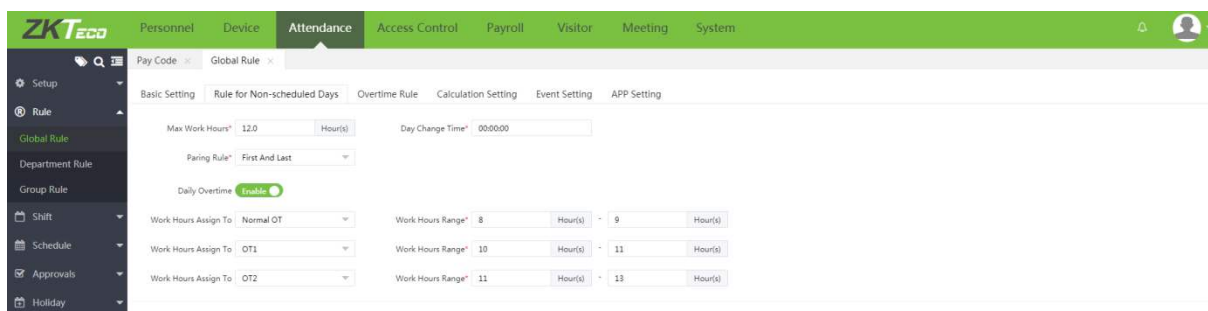 ZKTeco Personnel Device Attendance Access Control Payroll Visitor Meeting System
Pay Code × Global Rule ×
Setup
Basic Setting Rule for Non-scheduled Days Overtime Rule Calculation Setting Event Setting APP Setting
Rule
Max Work Hours* 12.0 Hour(s) Day Change Time* 00:00:00
Global Rule
Paring Rule* First And Last
Department Rule
Group Rule
Daily Overtime Enable
Shift
Work Hours Assign To Normal OT Work Hours Range* 8 Hour(s) - 9 Hour(s)
Schedule
Work Hours Assign To OT1 Work Hours Range* 10 Hour(s) - 11 Hour(s)
Approvals
Work Hours Assign To OT2 Work Hours Range* 11 Hour(s) - 13 Hour(s)
Holiday